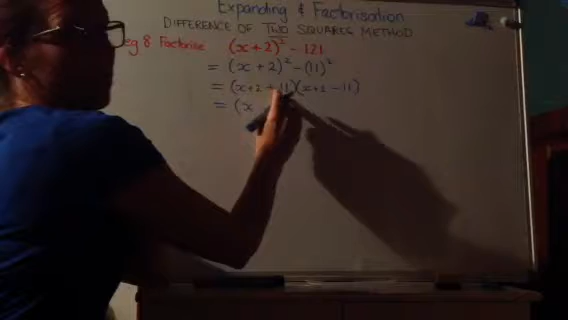 Expanding & Factorisation
DIFFERENCE OF TWO SQUARES METHOD
eg 8 Factorise (x+2)² - 121
= (x + 2)² - (11)²
= (x+2 + 11)(x+2 - 11)
= (x